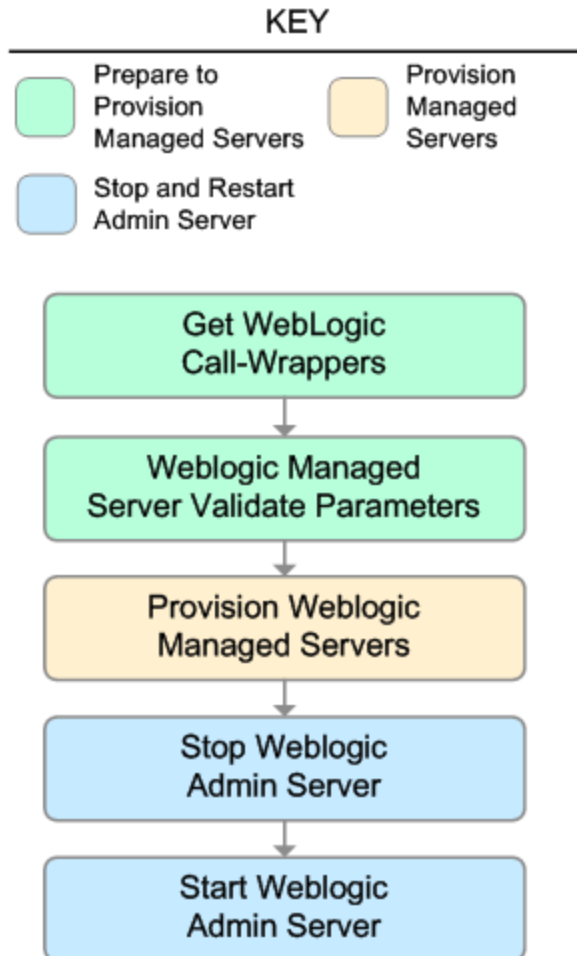 KEY
Prepare to
Provision
Managed Servers
Provision
Managed
Servers
Stop and Restart
Admin Server
Get WebLogic
Call-Wrappers
Weblogic Managed
Server Validate Parameters
Provision Weblogic
Managed Servers
Stop Weblogic
Admin Server
Start Weblogic
Admin Server